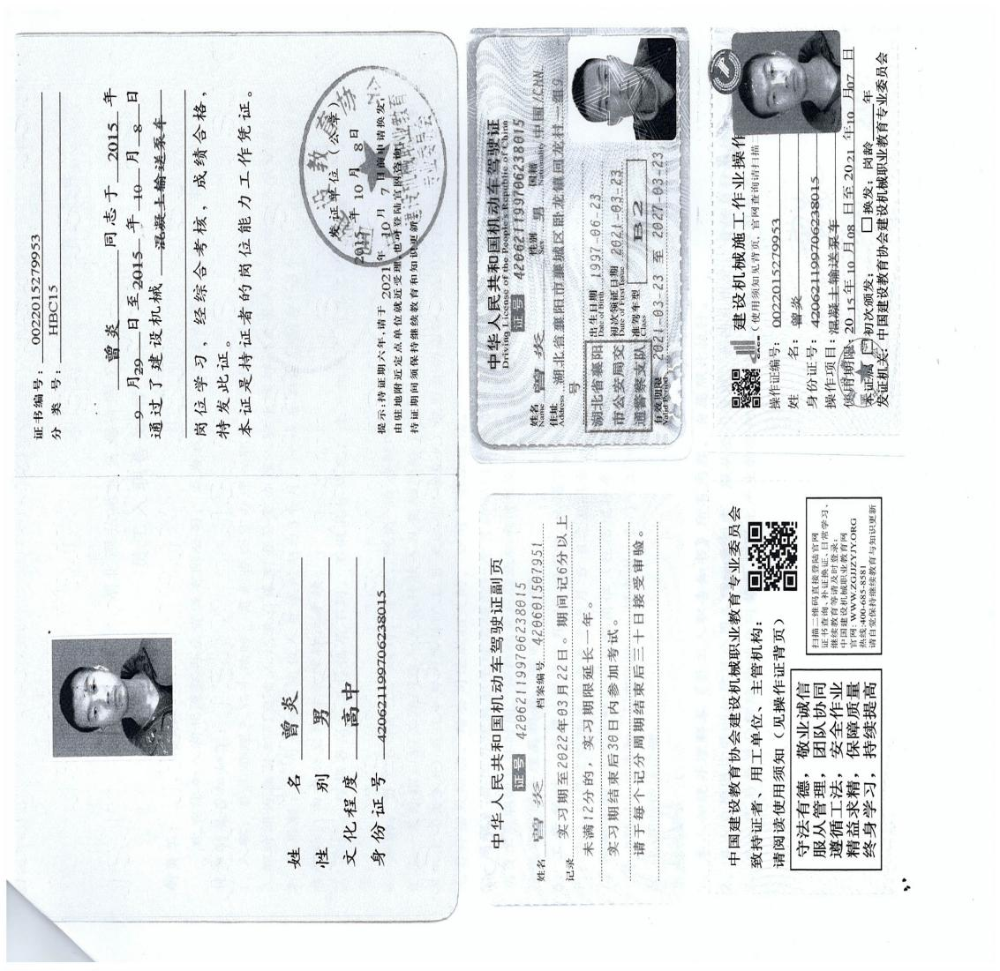 证书编号: 002201527​9953
分 类 号: HBC15
曾炎 同志于 2015 年
9 月29 日至2015 年 10 月 8 日
通过了建设机械 混凝土输送泵车
岗位学习，经综合考核，成绩合格，
特发此证。
本证是持证者的岗位能力工作凭证。
发证单位（公章）
2015 年 10 月 8 日
提示:持证期六年,请于 2021年 10 月 7 日前申请换发,
由驻地附近定点单位就近受理,也可登陆官网咨询。
持证期间须保持继续教育和知识更新
姓 名 曾炎
性 别 男
文化程度 高中
身份证号 420621199706238015
中华人民共和国机动车驾驶证
Driving License of the People's Republic of China
证号 420621199706238015
姓名 曾炎 性别 男 国籍 中国/CHN
Name Sex Nationality
住址 湖北省襄阳市襄城区卧龙镇回龙村一组9
Address
号
湖北省襄阳
市公安局交
通警察支队
出生日期 1997-06-23
Date of Birth
初次领证日期 2021-03-23
Date of First Issue
准驾车型 B2
Class
有效期限 2021-03-23 至 2027-03-23
Valid Period
中华人民共和国机动车驾驶证副页
证号 420621199706238015
姓名 曾炎 档案编号 420601507951
记录 实习期至2022年03月22日。期间记6分以上
未满12分的，实习期限延长一年。
实习期结束后30日内参加考试。
请于每个记分周期结束后三十日接受审验。
建设机械施工作业操作
（使用须知见背页，官网查询请扫描二
操作证编号: 0022015279953
姓 名: 曾炎
身份证号: 420621199706238015
操作项目: 混凝土输送泵车
使用期限: 2015 年 10 月 08 日至 2021 年 10 月 07 日
初次颁发: □换发: 岗龄 年
发证机关: 中国建设教育协会建设机械职业教育专业委员会
中国建设教育协会建设机械职业教育专业委员会
致持证者、用工单位、主管机构:
请阅读使用须知（见操作证背页）
守法有德，敬业诚信
服从管理，团队协同
遵循工法，安全作业
精益求精，保障质量
终身学习，持续提高
扫描二维码直接登陆官网
证书查询、补证换证、日常学习、
继续教育等请及时登录:
中国建设机械职业教育网
官网: WWW.ZGJJZYJY.ORG
热线:400-685-8581
请自觉保持继续教育与知识更新